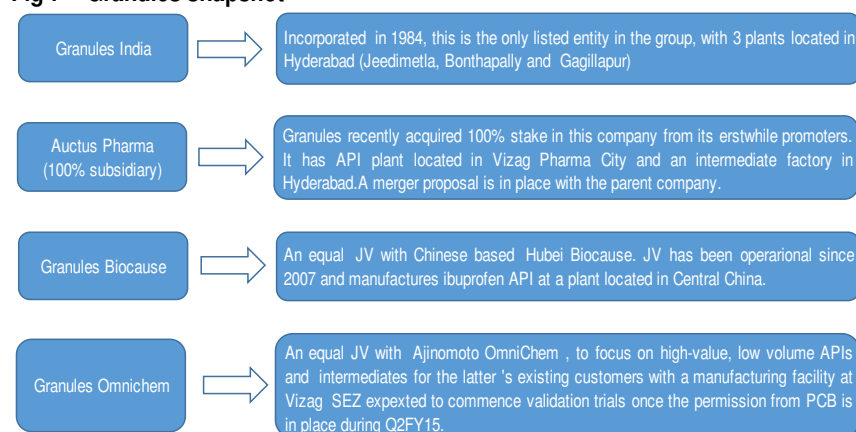 Granules snapshot
Granules India
Incorporated in 1984, this is the only listed entity in the group, with 3 plants located in
Hyderabad (Jeedimetla, Bonthapally and Gagillapur)
Auctus Pharma
(100% subsidiary)
Granules recently acquired 100% stake in this company from its erstwhile promoters.
It has API plant located in Vizag Pharma City and an intermediate factory in
Hyderabad.A merger proposal is in place with the parent company.
Granules Biocause
An equal JV with Chinese based Hubei Biocause. JV has been operarional since
2007 and manufactures ibuprofen API at a plant located in Central China.
Granules Omnichem
An equal JV with Ajinomoto OmniChem , to focus on high-value, low volume APIs
and intermediates for the latter 's existing customers with a manufacturing facility at
Vizag SEZ expexted to commence validation trials once the permission from PCB is
in place during Q2FY15.